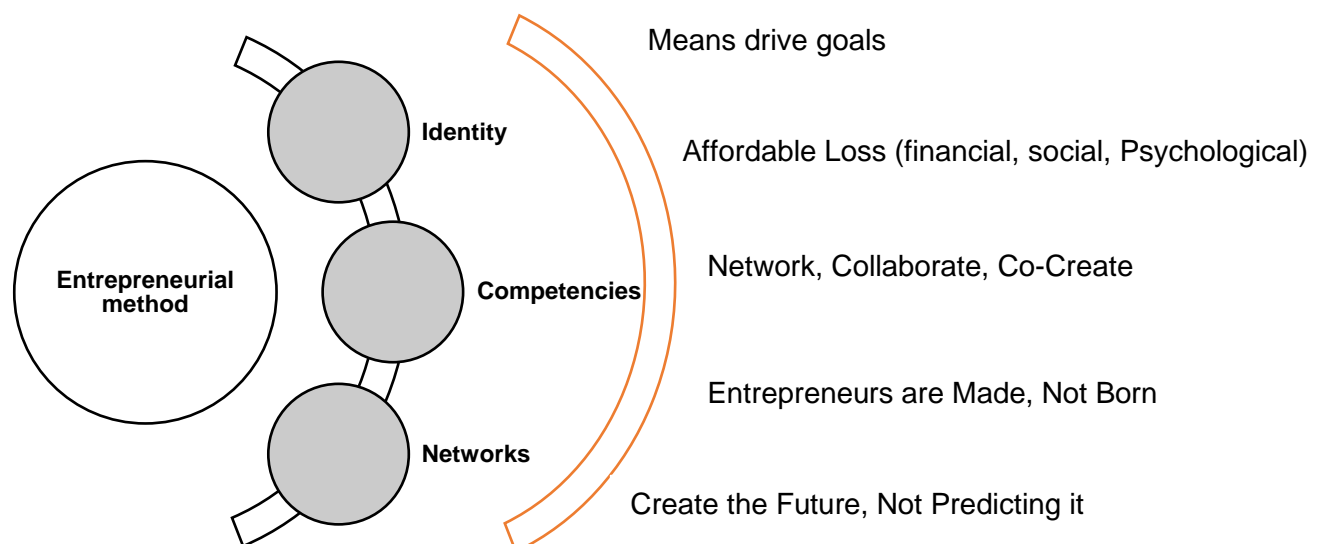 Entrepreneurial
method
Identity
Competencies
Networks
Means drive goals
Affordable Loss (financial, social, Psychological)
Network, Collaborate, Co-Create
Entrepreneurs are Made, Not Born
Create the Future, Not Predicting it